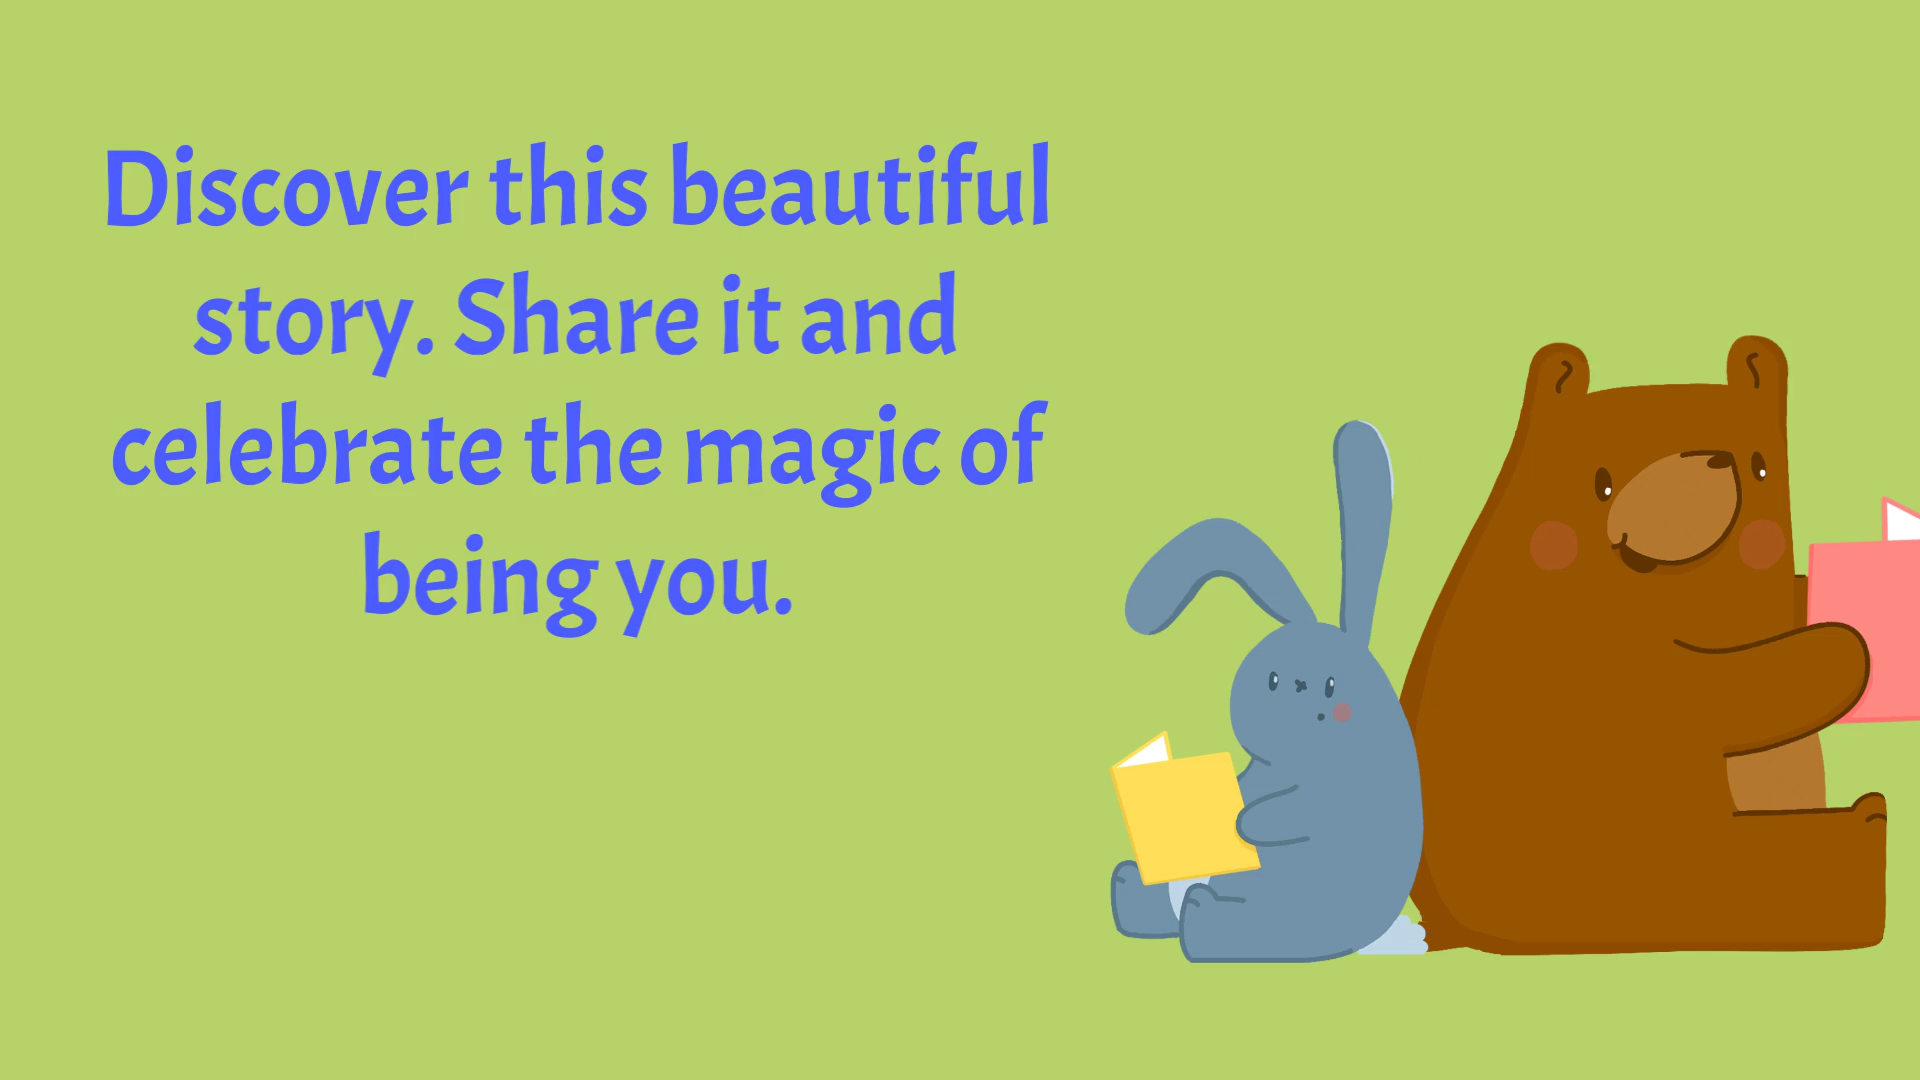 Discover this beautiful
story. Share it and
celebrate the magic of
being you.